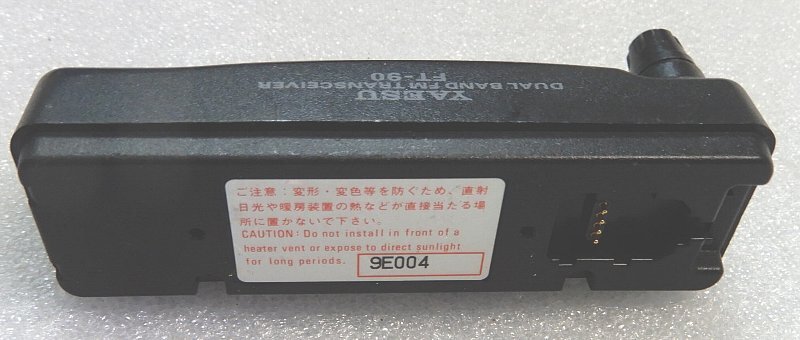 YAESU
DUAL BAND FM TRANSCEIVER
FT-90
ご注意：変形・変色等を防ぐため、直射
日光や暖房装置の熱などか直接当たる場
所に置かないで下さい。
CAUTION: Do not install in front of a
heater vent or expose to direct sunlight
for long periods.
9E004